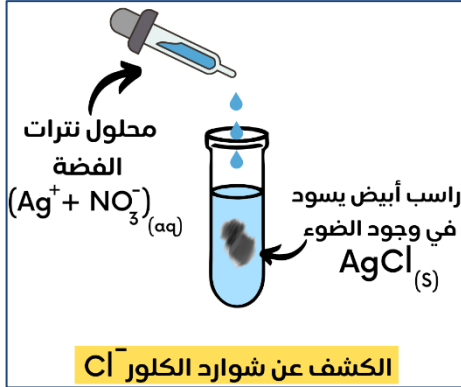 محلول نترات
الفضة
(Ag⁺+ NO₃⁻)(aq)
راسب أبيض يسود
في وجود الضوء
AgCl(S)
الكشف عن شوارد الكلور Cl⁻